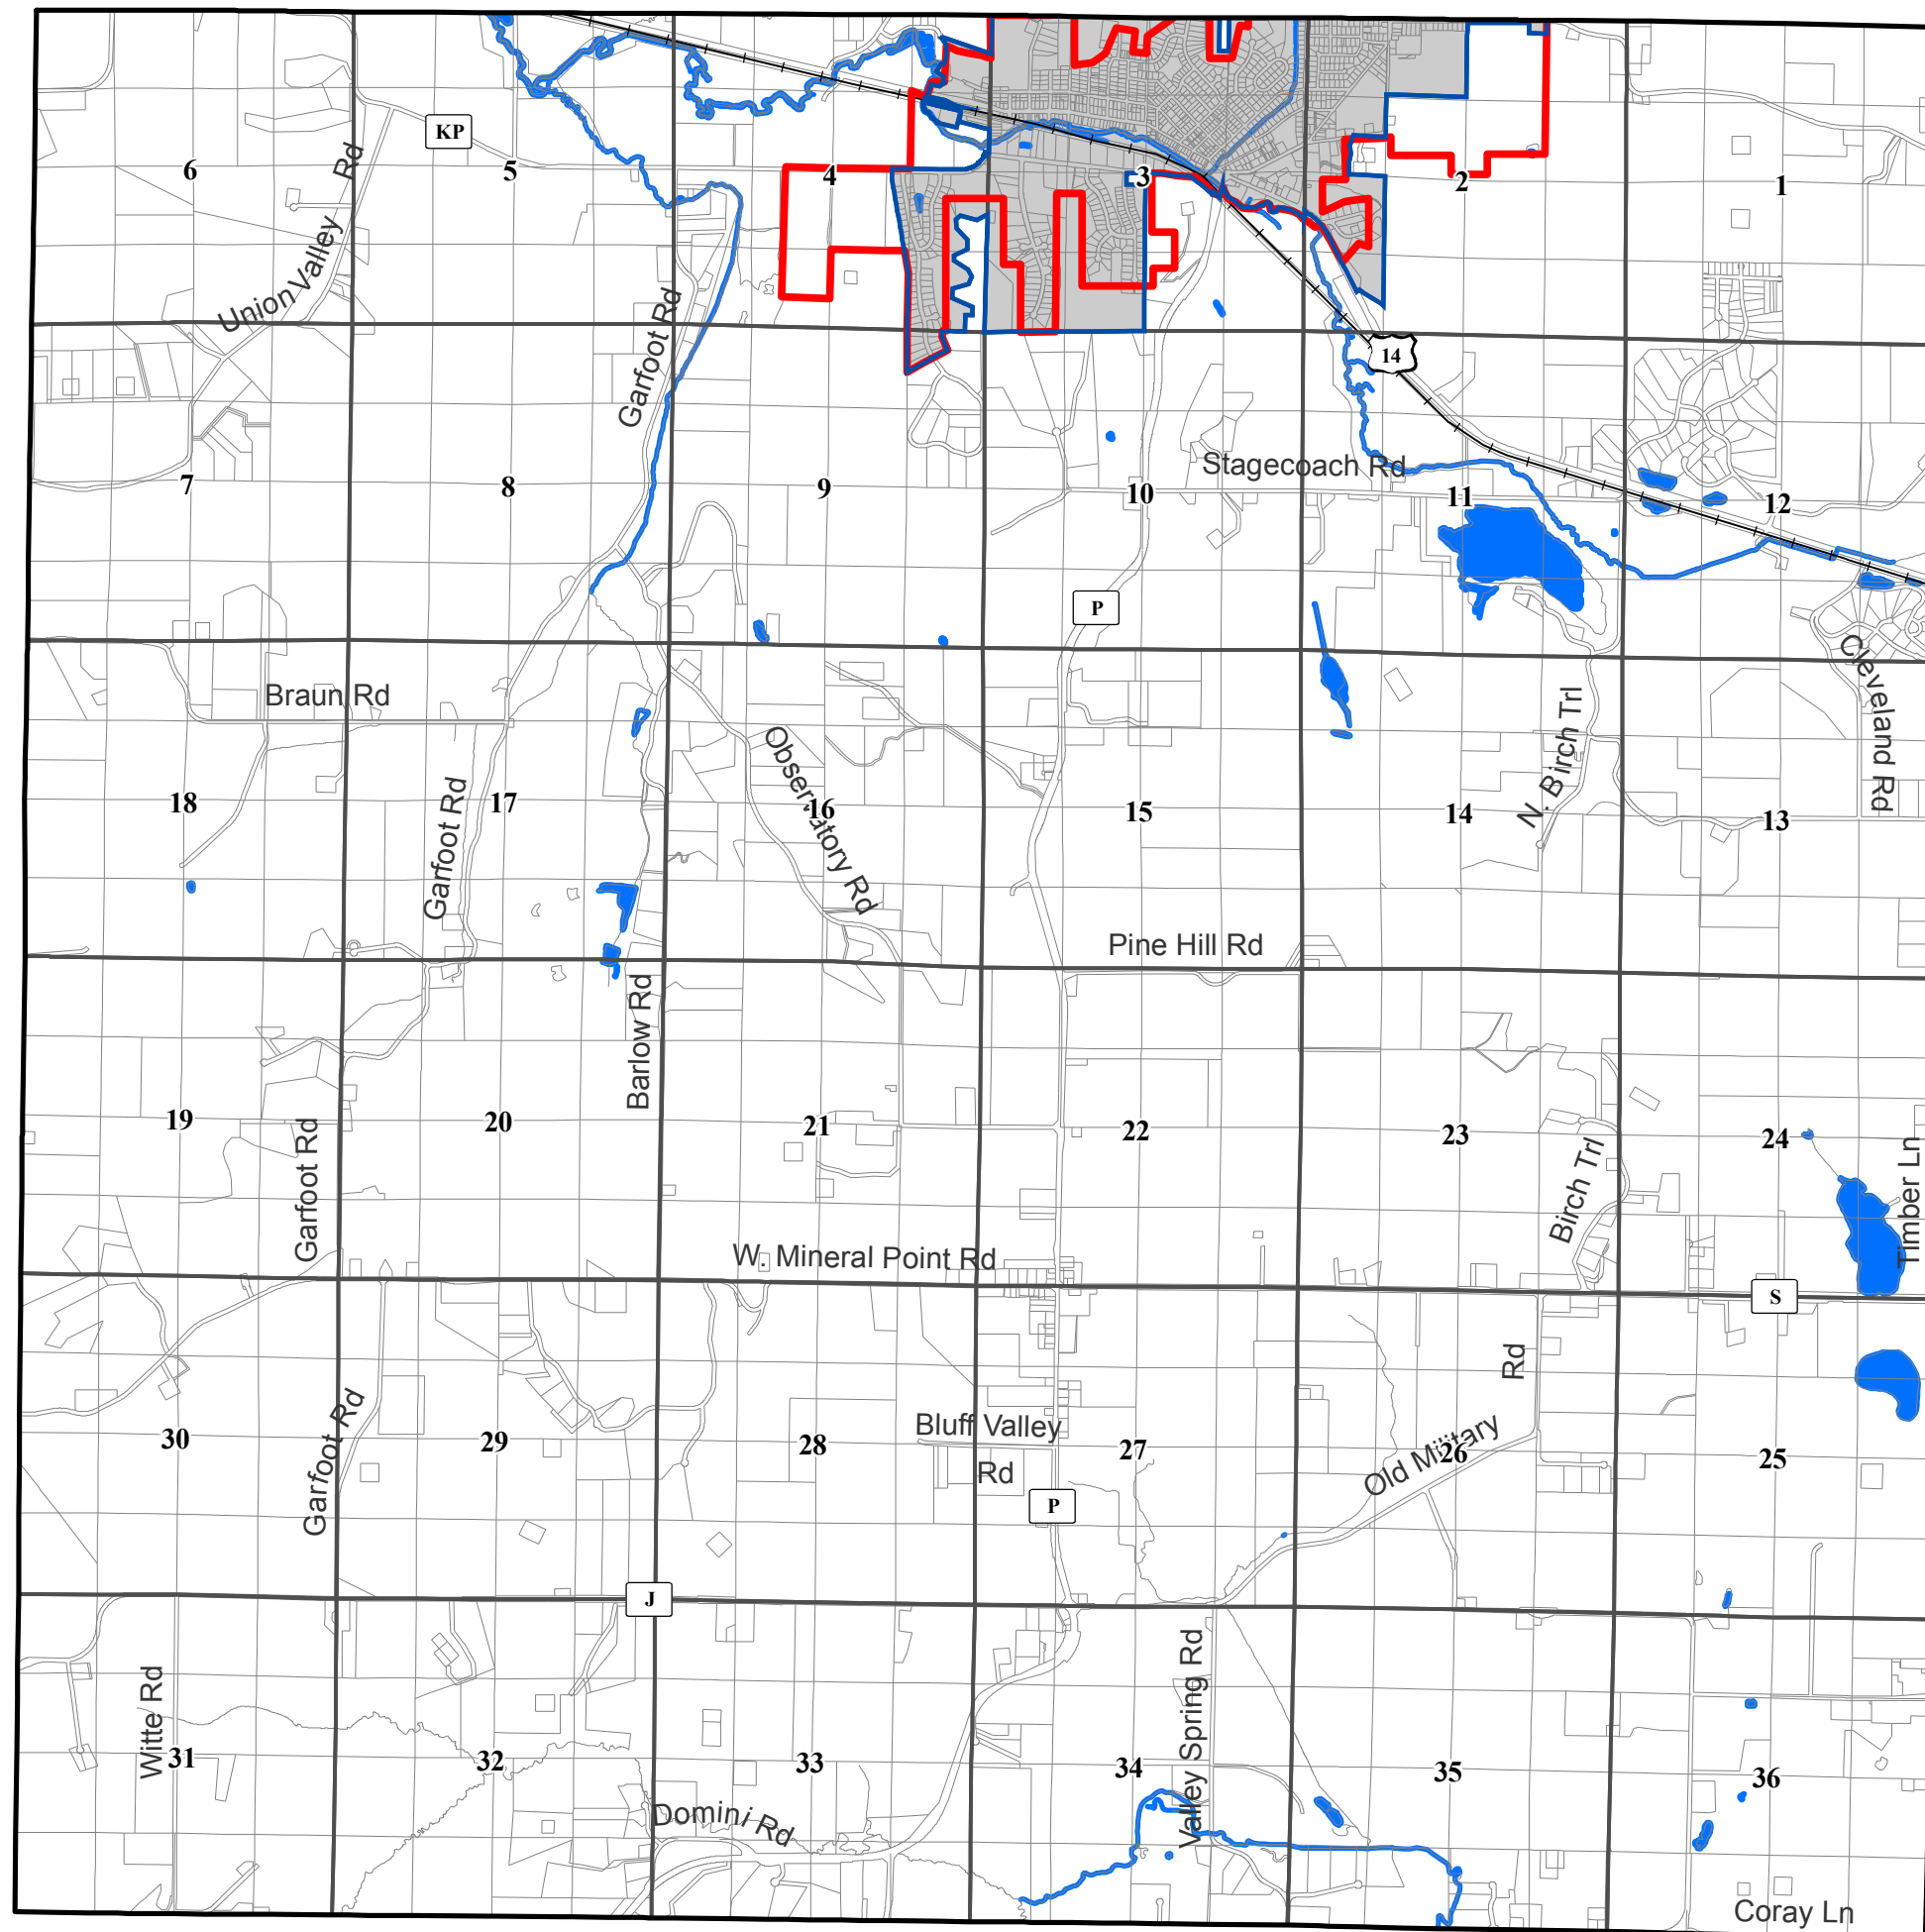 KP
6
5
4
3
2
1
Union Valley Rd
Garfoot Rd
14
Stagecoach Rd
7
8
9
10
11
12
P
Braun Rd
Cleveland Rd
N. Birch Trl
Observatory Rd
Garfoot Rd
18
17
16
15
14
13
Pine Hill Rd
Barlow Rd
19
20
21
22
23
24
Garfoot Rd
Birch Trl
Timber Ln
W. Mineral Point Rd
S
Rd
Garfoot Rd
Bluff Valley
Rd
Old Military
30
29
28
27
26
25
P
J
Witte Rd
Valley Spring Rd
31
32
33
34
35
36
Domini Rd
Coray Ln